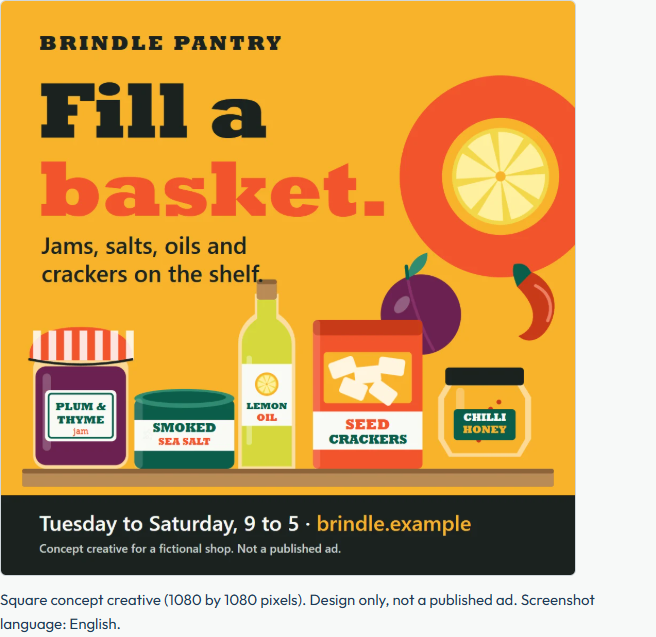 BRINDLE PANTRY
Fill a
basket.
Jams, salts, oils and
crackers on the shelf.
PLUM &
THYME
jam
SMOKED
SEA SALT
LEMON
OIL
SEED
CRACKERS
CHILLI
HONEY
Tuesday to Saturday, 9 to 5 · brindle.example
Concept creative for a fictional shop. Not a published ad.
Square concept creative (1080 by 1080 pixels). Design only, not a published ad. Screenshot
language: English.